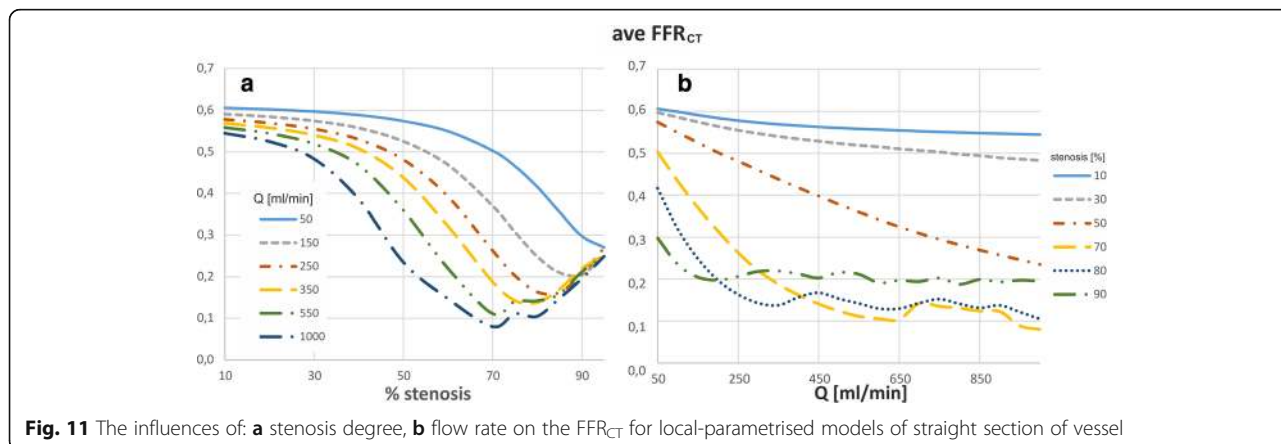 ave FFRCT
a
0,7
0,6
0,5
0,4
0,3
0,2
0,1
0,0
Q [ml/min]
50
150
250
350
550
1000
10 30 50 70 90
% stenosis
b
0,7
0,6
0,5
0,4
0,3
0,2
0,1
0,0
50 250 450 650 850
Q [ml/min]
stenosis [%]
10
30
50
70
80
90
Fig. 11 The influences of: a stenosis degree, b flow rate on the FFRCT for local-parametrised models of straight section of vessel